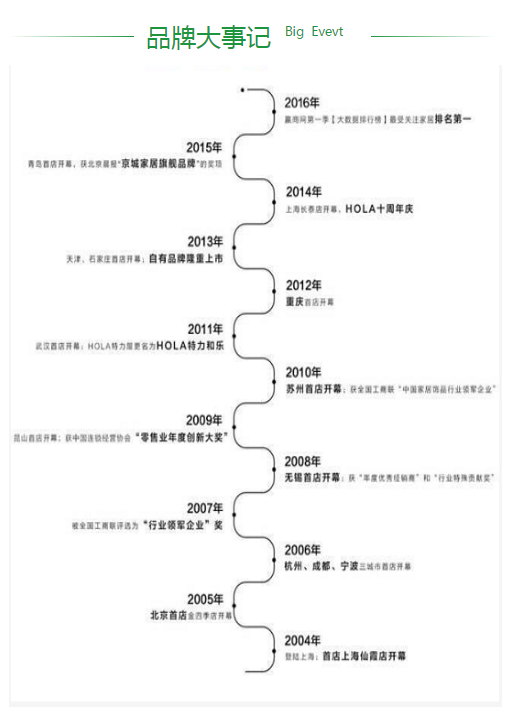 品牌大事记 Big Evevt
2016年
赢商网第一季【大数据排行榜】最受关注家居排名第一
2015年
青岛首店开幕，获北京晨报“京城家居旗舰品牌”的奖项
2014年
上海长泰店开幕，HOLA十周年庆
2013年
天津、石家庄首店开幕；自有品牌隆重上市
2012年
重庆首店开幕
2011年
武汉首店开幕；HOLA特力屋更名为HOLA特力和乐
2010年
苏州首店开幕；获全国工商联“中国家居饰品行业领军企业”
2009年
昆山首店开幕；获中国连锁经营协会“零售业年度创新大奖”
2008年
无锡首店开幕；获“年度优秀经销商”和“行业特殊贡献奖”
2007年
被全国工商联评选为“行业领军企业”奖
2006年
杭州、成都、宁波三城市首店开幕
2005年
北京首店金四季店开幕
2004年
登陆上海；首店上海仙霞店开幕